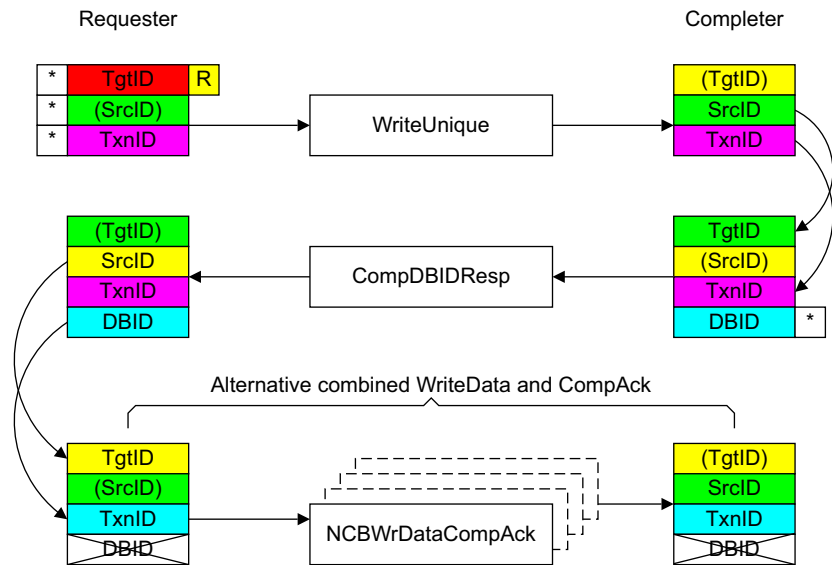 Requester Completer
* TgtID R (TgtID)
* (SrcID) SrcID
* TxnID WriteUnique TxnID
(TgtID) TgtID
SrcID CompDBIDResp (SrcID)
TxnID TxnID
DBID DBID *
Alternative combined WriteData and CompAck
TgtID (TgtID)
(SrcID) SrcID
TxnID NCBWrDataCompAck TxnID
DBID DBID